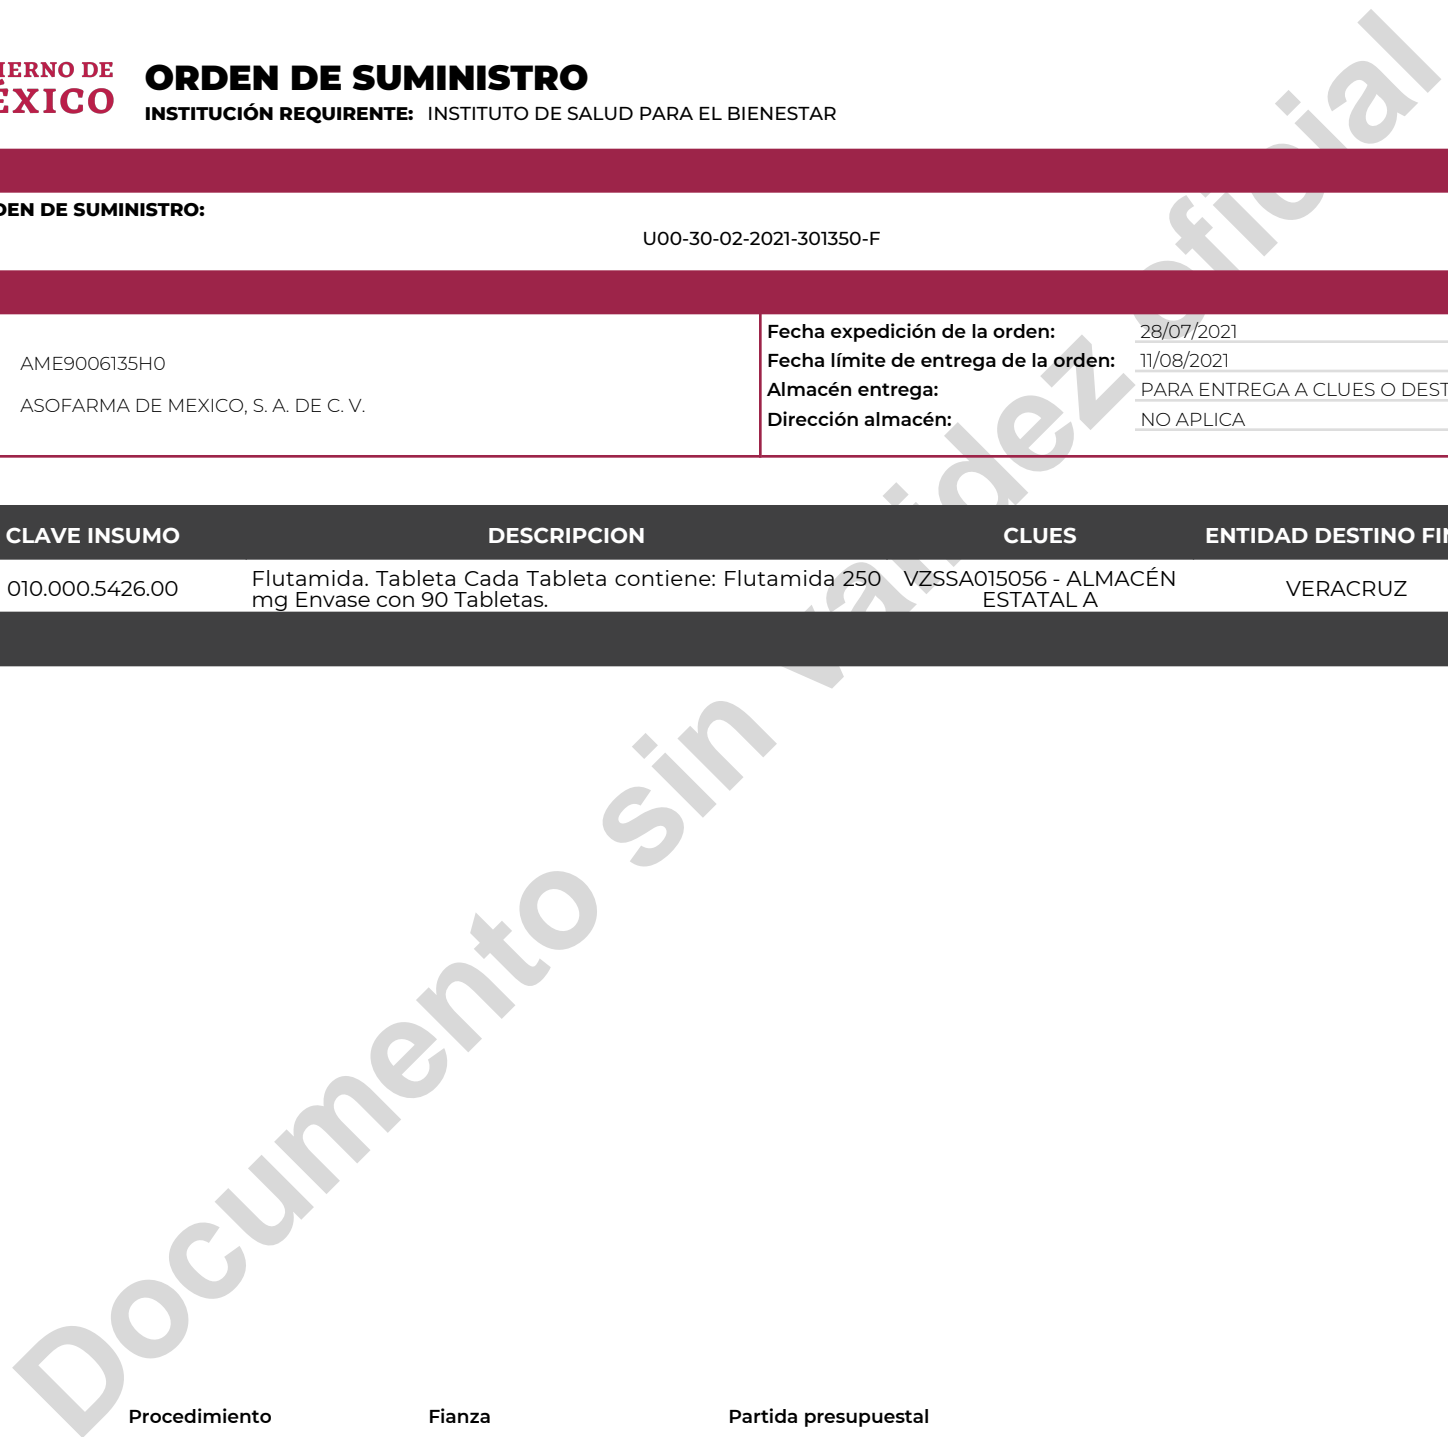 IERNO DE
ÉXICO
ORDEN DE SUMINISTRO
INSTITUCIÓN REQUIRENTE: INSTITUTO DE SALUD PARA EL BIENESTAR
DEN DE SUMINISTRO:
U00-30-02-2021-301350-F
AME9006135H0
ASOFARMA DE MEXICO, S. A. DE C. V.
Fecha expedición de la orden: 28/07/2021
Fecha límite de entrega de la orden: 11/08/2021
Almacén entrega: PARA ENTREGA A CLUES O DEST
Dirección almacén: NO APLICA
CLAVE INSUMO DESCRIPCION CLUES ENTIDAD DESTINO FIN
010.000.5426.00
Flutamida. Tableta Cada Tableta contiene: Flutamida 250
mg Envase con 90 Tabletas.
VZSSA015056 - ALMACÉN
ESTATAL A
VERACRUZ
Documento sin validez oficial
Procedimiento Fianza Partida presupuestal